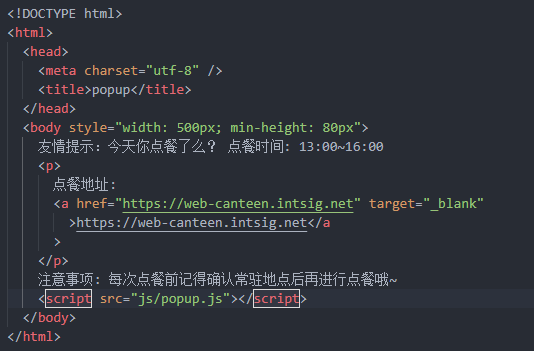 <!DOCTYPE html>
<html>
<head>
<meta charset="utf-8" />
<title>popup</title>
</head>
<body style="width: 500px; min-height: 80px">
友情提示: 今天你点餐了么? 点餐时间: 13:00~16:00
<p>
点餐地址:
<a href="https://web-canteen.intsig.net" target="_blank"
>https://web-canteen.intsig.net</a
>
</p>
注意事项: 每次点餐前记得确认常驻地点后再进行点餐哦~
<script src="js/popup.js"></script>
</body>
</html>